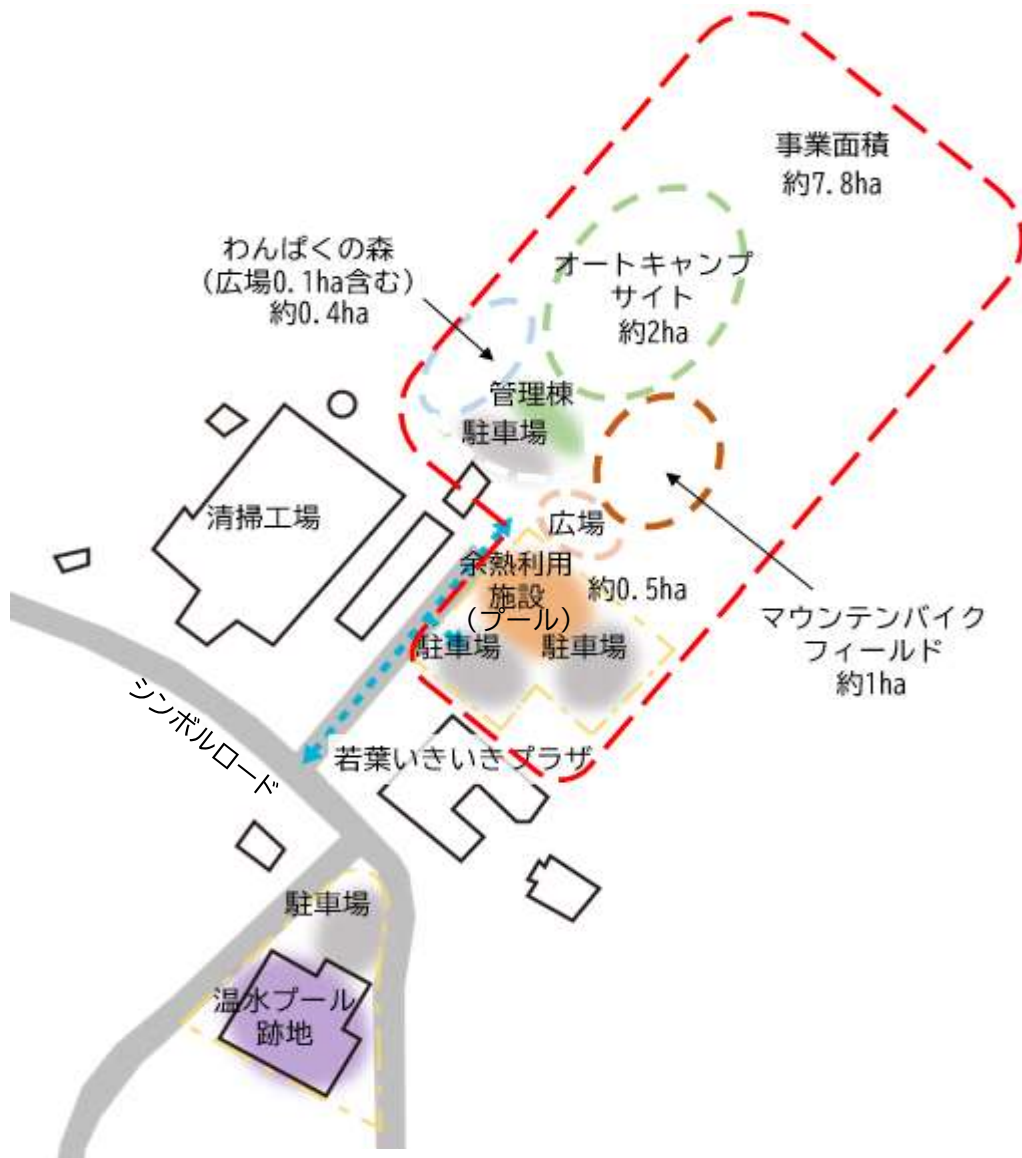 事業面積
約7.8ha
わんぱくの森
(広場0.1ha含む)
約0.4ha
オートキャンプ
サイト
約2ha
管理棟
駐車場
清掃工場
広場
余熱利用
施設
(プール)
約0.5ha
駐車場
駐車場
マウンテンバイク
フィールド
約1ha
シンボルロード
若葉いきいきプラザ
駐車場
温水プール
跡地